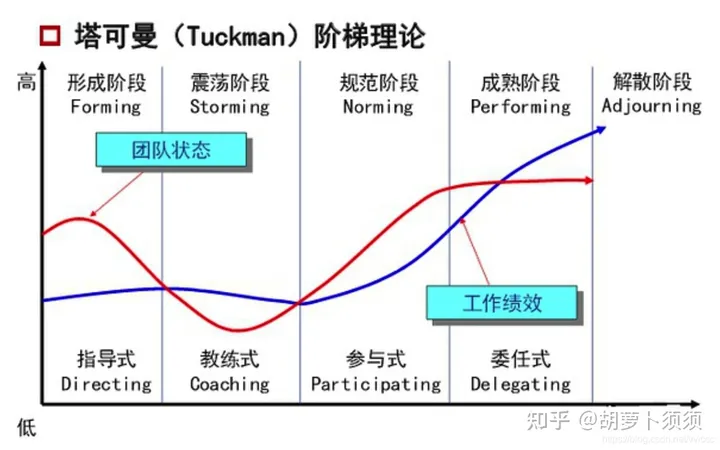 塔可曼（Tuckman）阶梯理论
高
形成阶段
Forming
震荡阶段
Storming
规范阶段
Norming
成熟阶段
Performing
解散阶段
Adjourning
团队状态
工作绩效
指导式
Directing
教练式
Coaching
参与式
Participating
委任式
Delegating
低
知乎 @胡萝卜须须